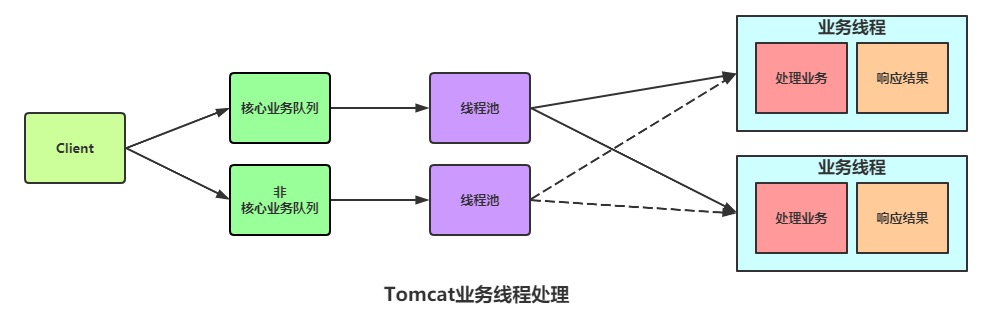 业务线程
处理业务
响应结果
核心业务队列
线程池
Client
业务线程
非
核心业务队列
线程池
处理业务
响应结果
Tomcat业务线程处理